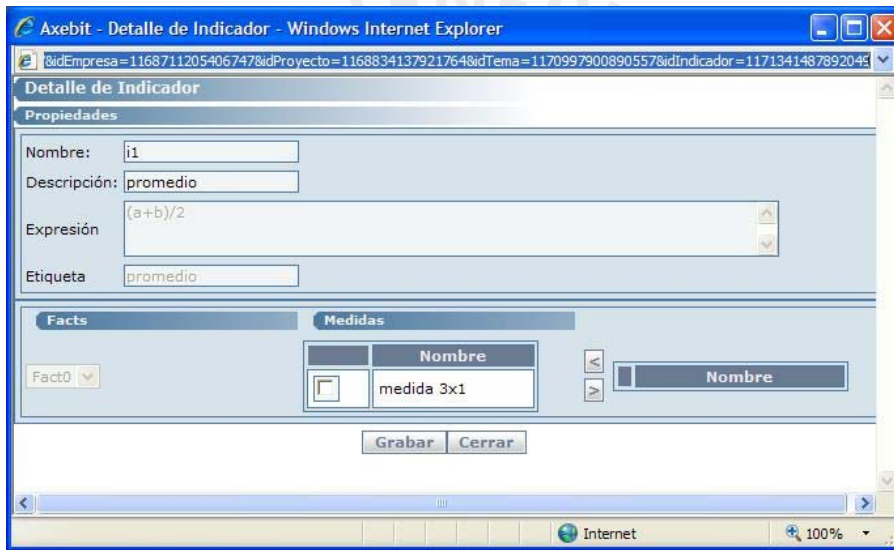 Axebit - Detalle de Indicador - Windows Internet Explorer
&idEmpresa=1168711205406747&idProyecto=1168834137921764&idTema=1170997900890557&idIndicador=1171341487892049
Detalle de Indicador
Propiedades
Nombre: i1
Descripción: promedio
Expresión (a+b)/2
Etiqueta promedio
Facts Medidas
Fact0
Nombre
medida 3x1
<
>
Nombre
Grabar Cerrar
Internet 100%